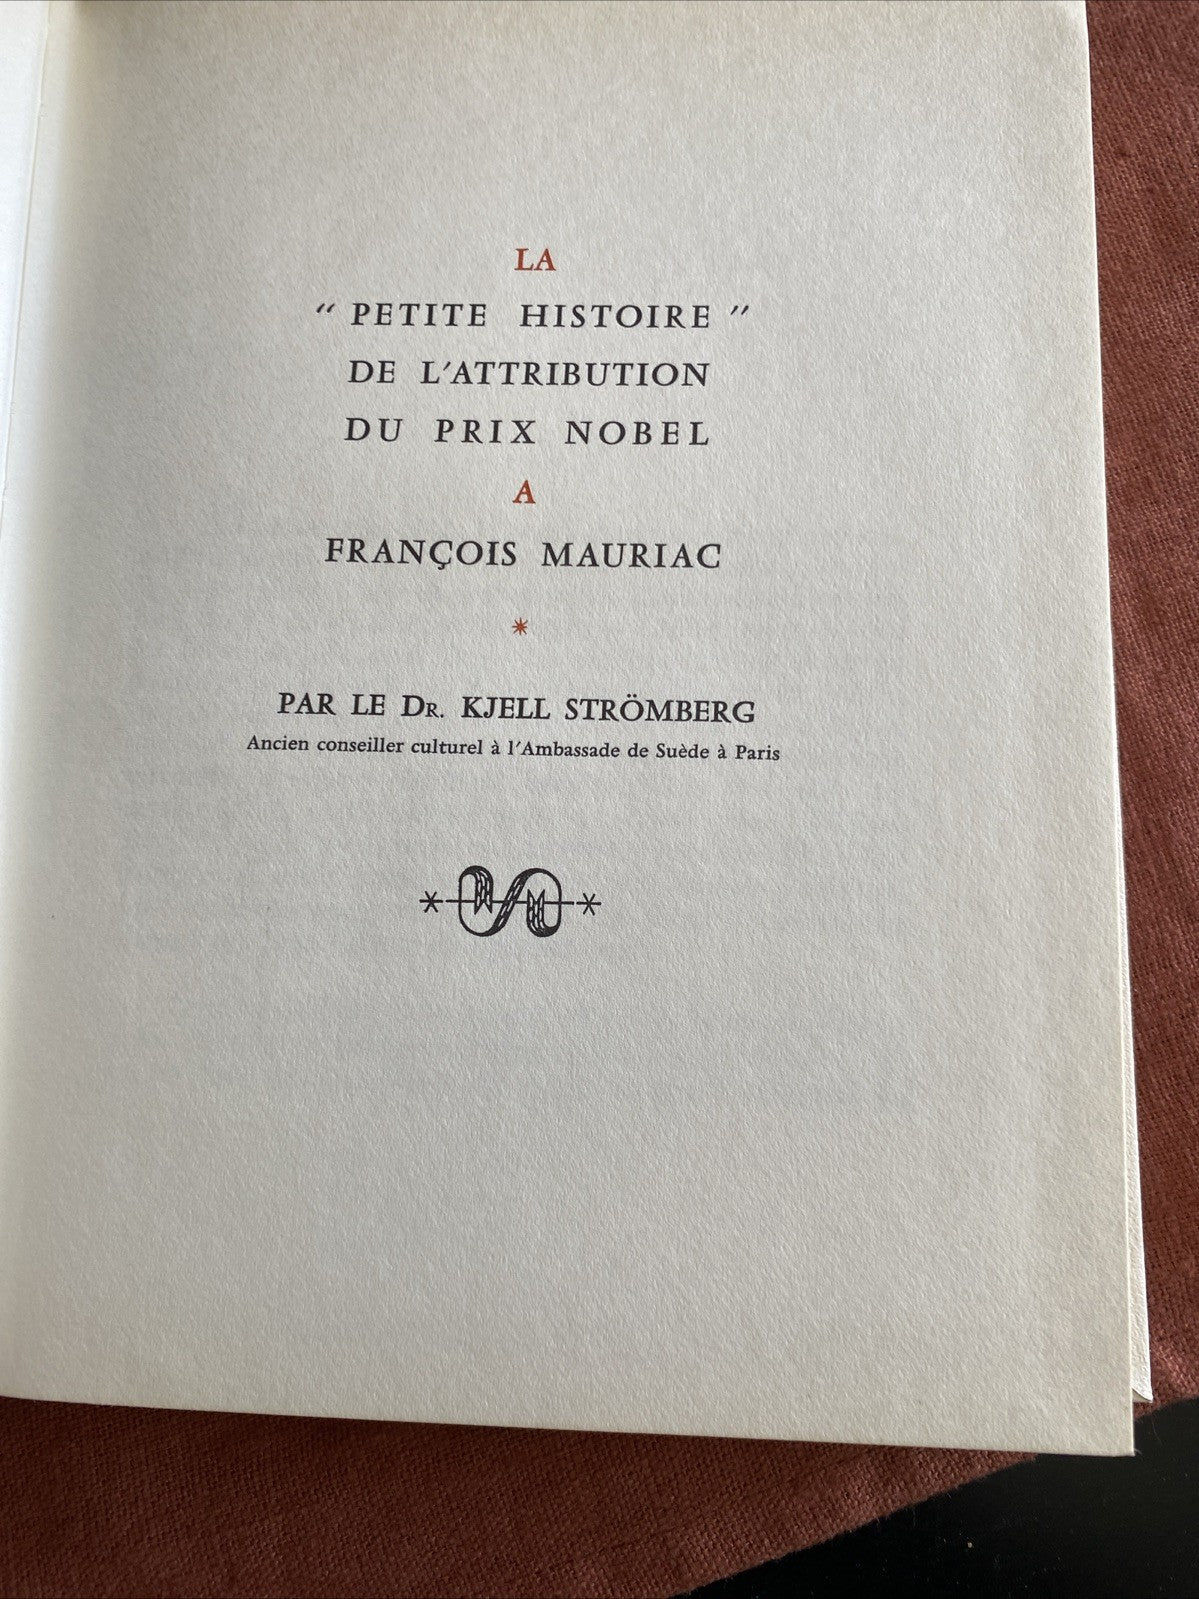 LA
" PETITE HISTOIRE "
DE L'ATTRIBUTION
DU PRIX NOBEL
A
FRANÇOIS MAURIAC
*
PAR LE DR. KJELL STRÖMBERG
Ancien conseiller culturel à l'Ambassade de Suède à Paris